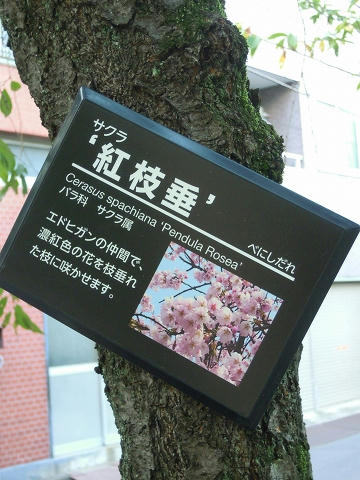 サクラ
‘紅枝垂’
べにしだれ
Cerasus spachiana ‘Pendula Rosea’
バラ科　サクラ属
エドヒガンの仲間で、
濃紅色の花を枝垂れ
た枝に咲かせます。